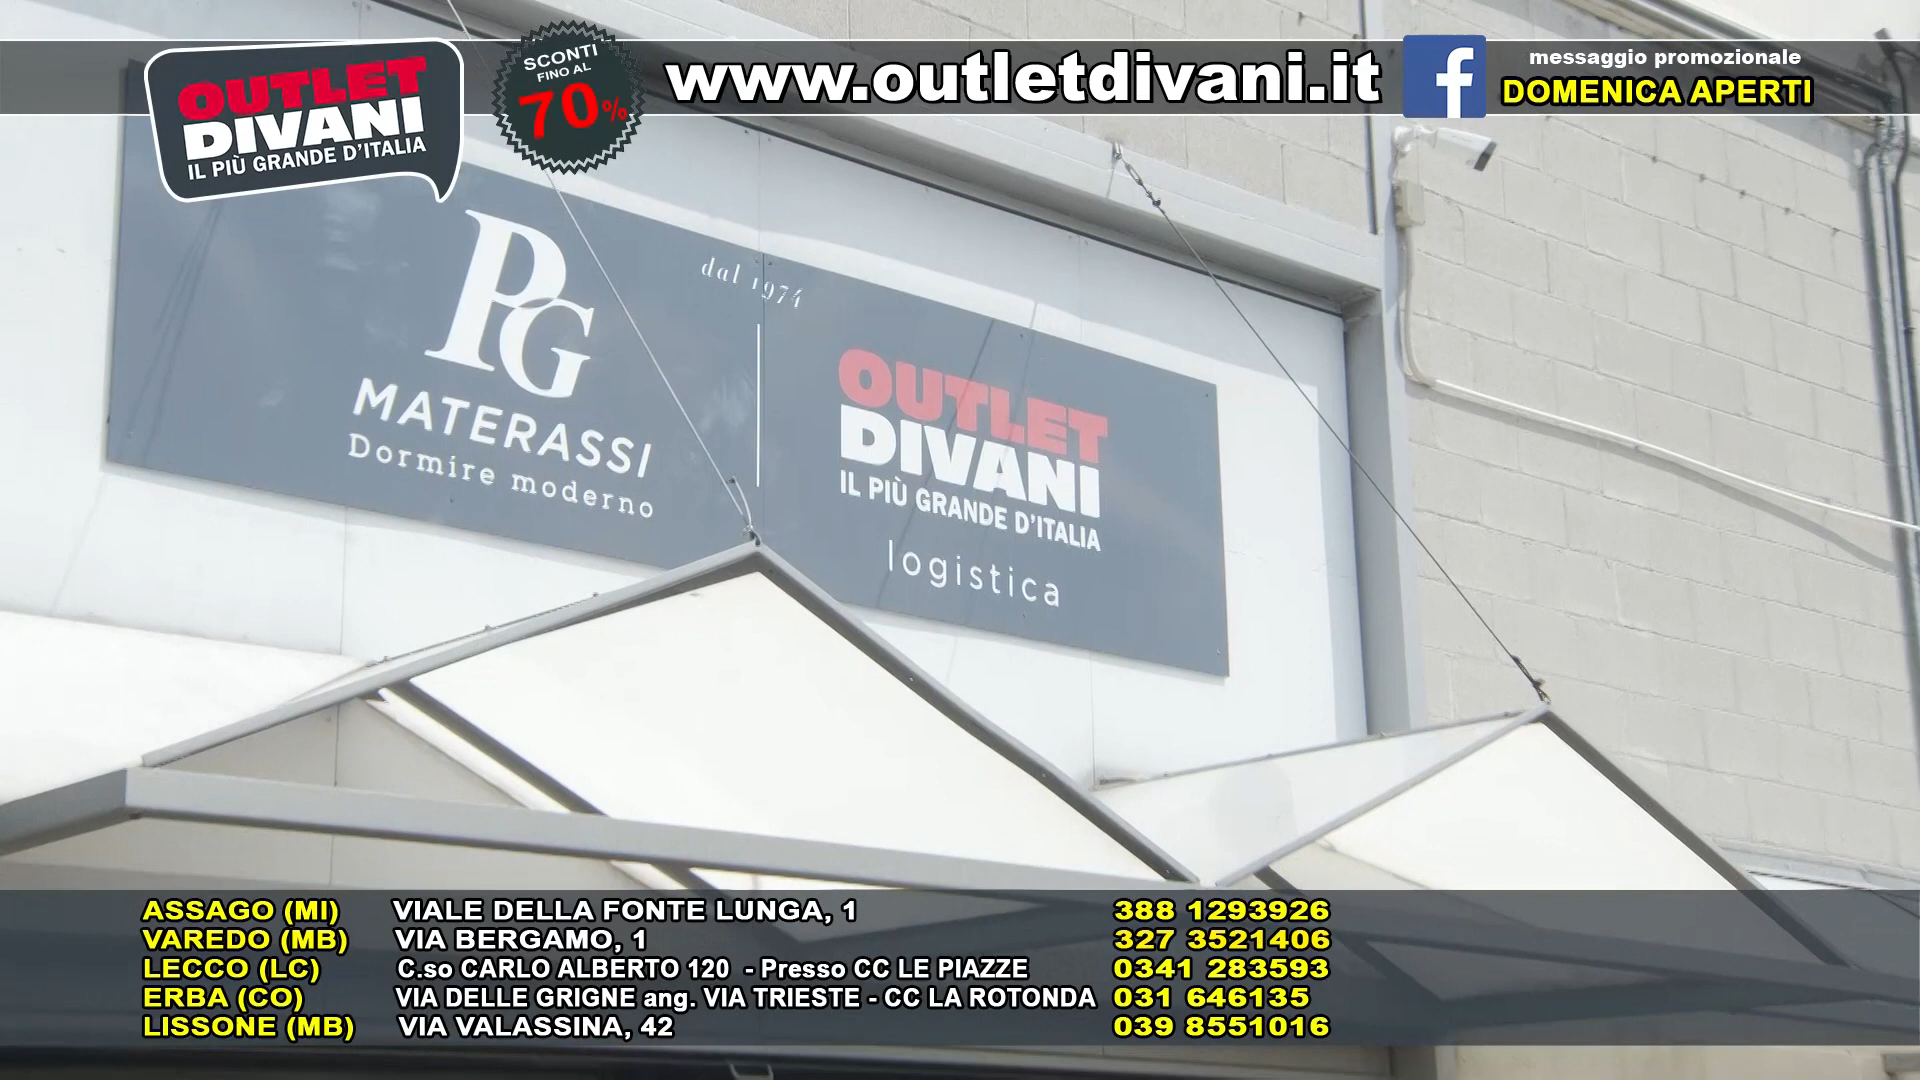 OUTLET
DIVANI
IL PIÙ GRANDE D'ITALIA
SCONTI
FINO AL
70%
www.outletdivani.it
f
messaggio promozionale
DOMENICA APERTI
PG
MATERASSI
Dormire moderno
dal 1974
OUTLET
DIVANI
IL PIÙ GRANDE D'ITALIA
logistica
ASSAGO (MI) VIALE DELLA FONTE LUNGA, 1 388 1293926
VAREDO (MB) VIA BERGAMO, 1 327 3521406
LECCO (LC) C.so CARLO ALBERTO 120 - Presso CC LE PIAZZE 0341 283593
ERBA (CO) VIA DELLE GRIGNE ang. VIA TRIESTE - CC LA ROTONDA 031 646135
LISSONE (MB) VIA VALASSINA, 42 039 8551016